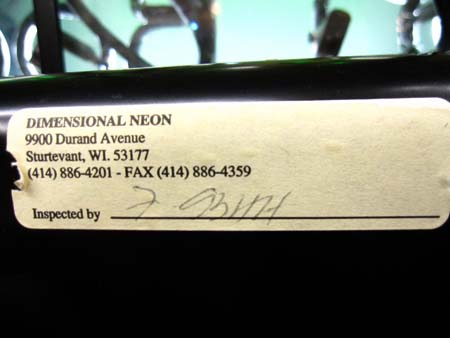 DIMENSIONAL NEON
9900 Durand Avenue
Sturtevant, WI. 53177
(414) 886-4201 - FAX (414) 886-4359
Inspected by